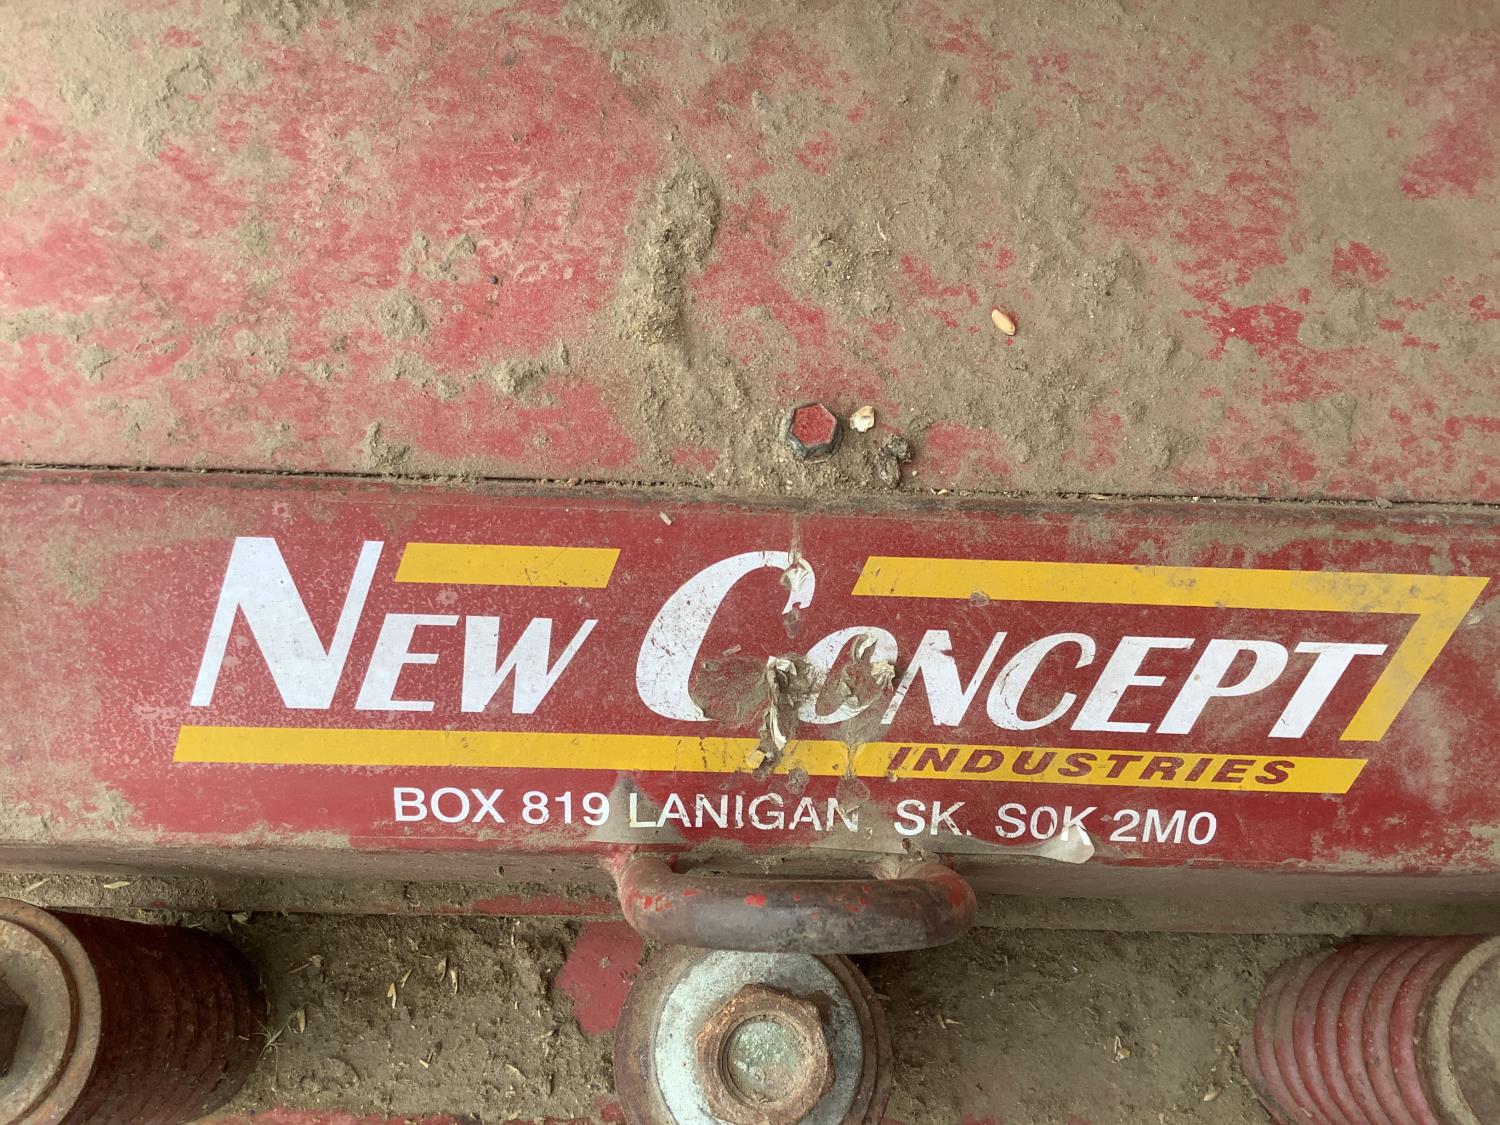 NEW CONCEPT
INDUSTRIES
BOX 819 LANIGAN SK. S0K 2M0